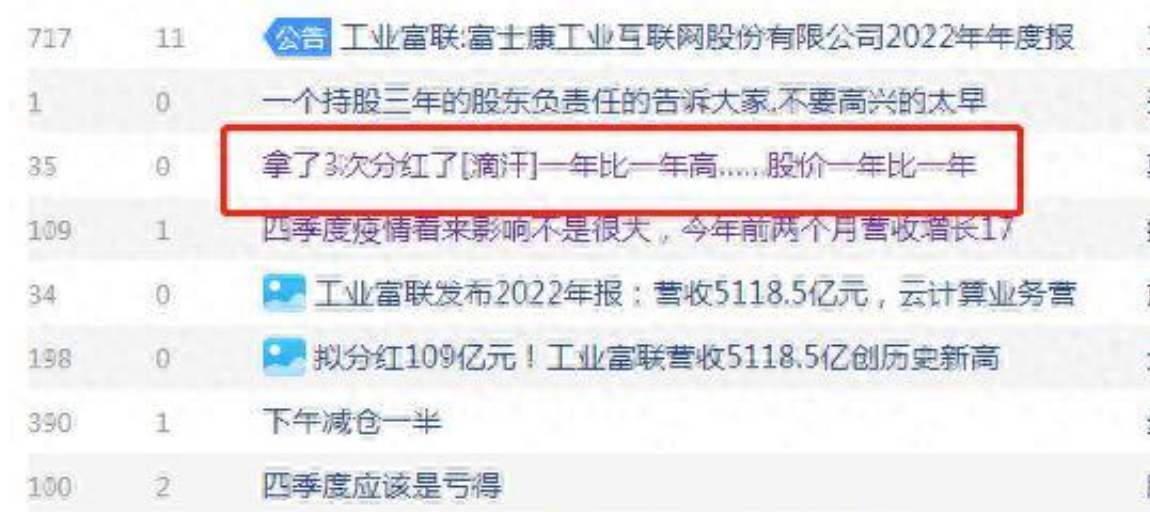 717 11 公告 工业富联:富士康工业互联网股份有限公司2022年年度报
1 0 一个持股三年的股东负责任的告诉大家,不要高兴的太早
35 0 拿了3次分红了[滴汗]一年比一年高......股价一年比一年
109 1 四季度疫情看来影响不是很大，今年前两个月营收增长17
34 0 工业富联发布2022年报：营收5118.5亿元，云计算业务营
198 0 拟分红109亿元！工业富联营收5118.5亿创历史新高
390 1 下午减仓一半
100 2 四季度应该是亏得